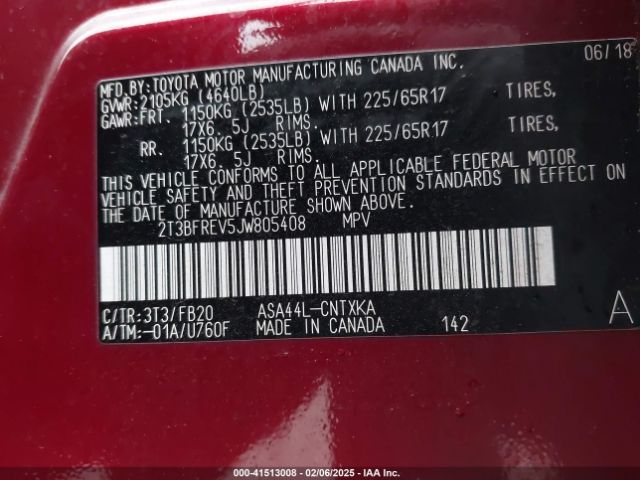 MFD.BY:TOYOTA MOTOR MANUFACTURING CANADA INC. 06/18
GVWR:2105KG (4640LB)
GAWR:FRT. 1150KG (2535LB) WITH 225/65R17 TIRES,
17X6. 5J RIMS.
RR. 1150KG (2535LB) WITH 225/65R17 TIRES,
17X6. 5J RIMS.
THIS VEHICLE CONFORMS TO ALL APPLICABLE FEDERAL MOTOR
VEHICLE SAFETY AND THEFT PREVENTION STANDARDS IN EFFECT ON
THE DATE OF MANUFACTURE SHOWN ABOVE.
2T3BFREV5JW805408 MPV
C/TR:3T3/FB20 ASA44L-CNTXKA
A/TM:-01A/U760F MADE IN CANADA 142 A
000-41513008 - 02/06/2025 - IAA Inc.